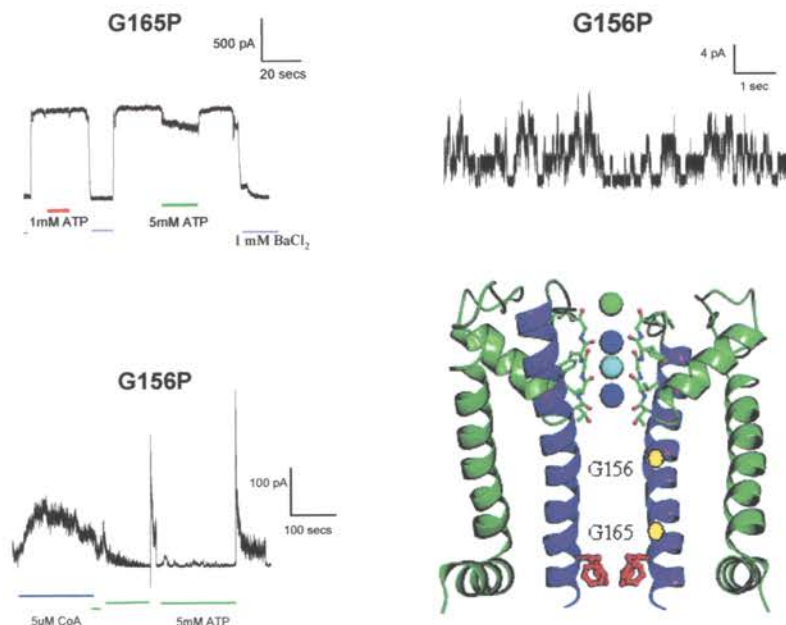 G165P
500 pA
20 secs
1mM ATP
5mM ATP
1 mM BaCl₂
G156P
4 pA
1 sec
G156P
100 pA
100 secs
5uM CoA
5mM ATP
G156
G165